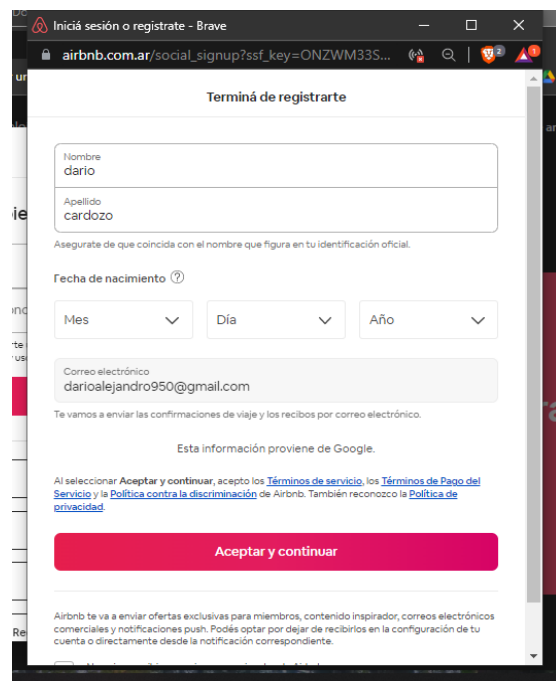 Iniciá sesión o registrate - Brave
airbnb.com.ar/social_signup?ssf_key=ONZWM33S...
Terminá de registrarte
Nombre
dario
Apellido
cardozo
Asegurate de que coincida con el nombre que figura en tu identificación oficial.
Fecha de nacimiento ?
Mes Día Año
Correo electrónico
darioalejandro950@gmail.com
Te vamos a enviar las confirmaciones de viaje y los recibos por correo electrónico.
Esta información proviene de Google.
Al seleccionar Aceptar y continuar, acepto los Términos de servicio, los Términos de Pago del
Servicio y la Política contra la discriminación de Airbnb. También reconozco la Política de
privacidad.
Aceptar y continuar
Airbnb te va a enviar ofertas exclusivas para miembros, contenido inspirador, correos electrónicos
comerciales y notificaciones push. Podés optar por dejar de recibirlos en la configuración de tu
cuenta o directamente desde la notificación correspondiente.